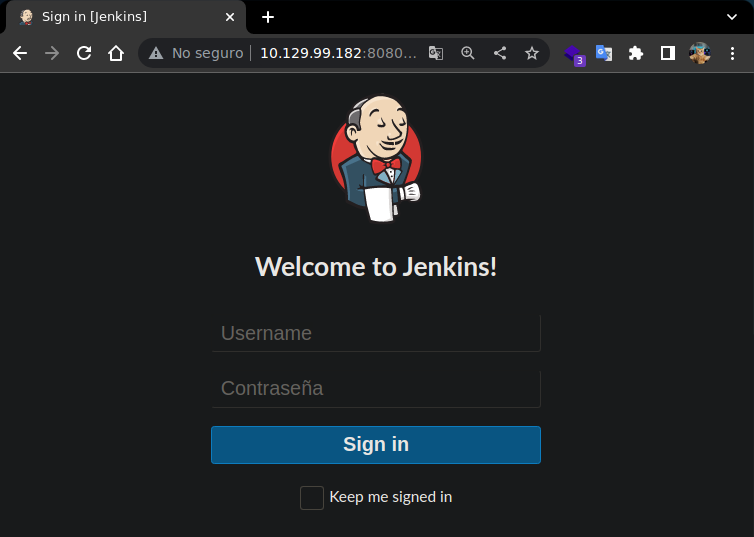 Sign in [Jenkins]
No seguro
10.129.99.182:8080...
3
Welcome to Jenkins!
Username
Contraseña
Sign in
Keep me signed in